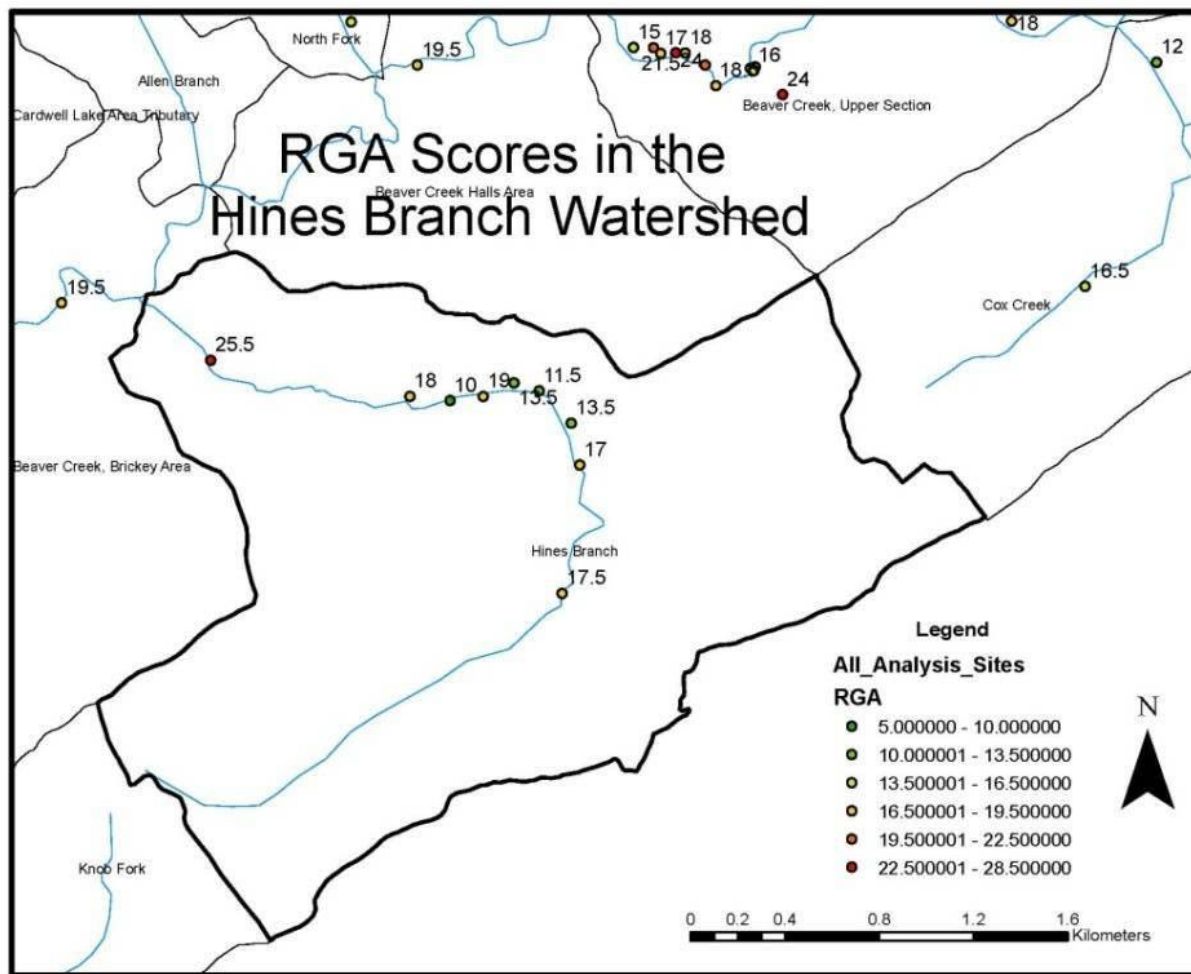 15
17
18
18
North Fork
19.5
21.5
24
16
12
Allen Branch
18
24
Cardwell Lake Area Tributary
Beaver Creek, Upper Section
RGA Scores in the
Beaver Creek Halls Area
Hines Branch Watershed
19.5
16.5
Cox Creek
25.5
18
10
19
11.5
13.5
13.5
17
Beaver Creek, Brickey Area
Hines Branch
17.5
Legend
All_Analysis_Sites
RGA
N
5.000000 - 10.000000
10.000001 - 13.500000
13.500001 - 16.500000
16.500001 - 19.500000
19.500001 - 22.500000
22.500001 - 28.500000
Knob Fork
0 0.2 0.4 0.8 1.2 1.6
Kilometers